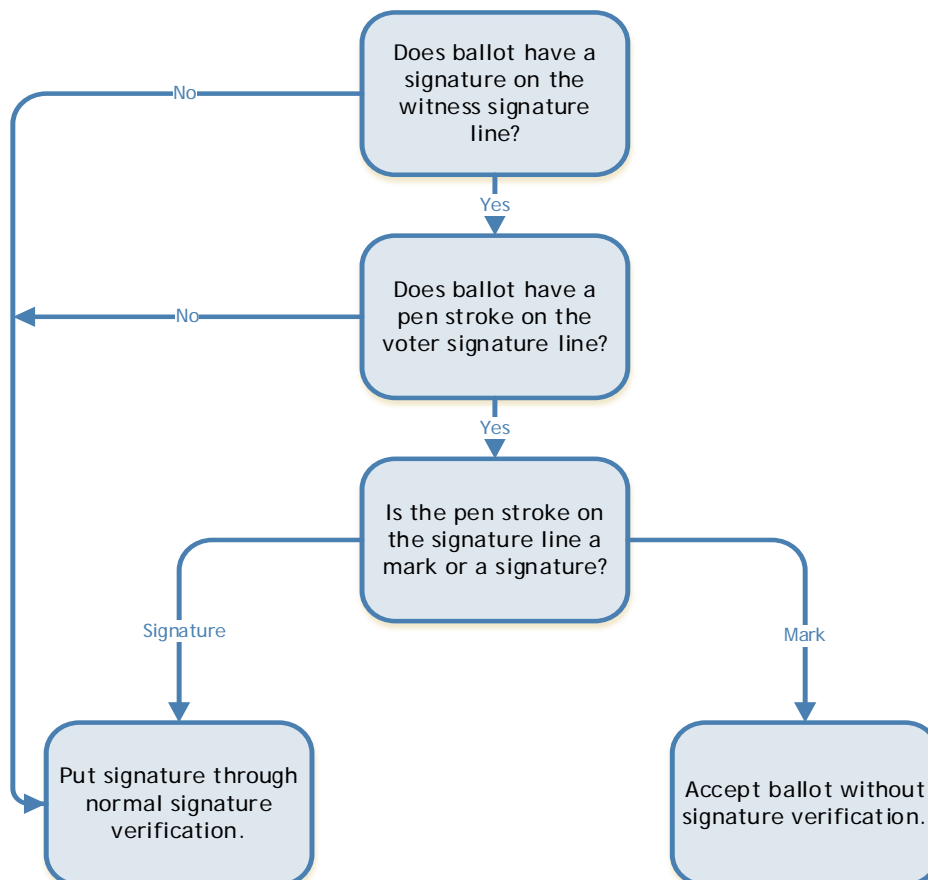 Does ballot have a
signature on the
witness signature
line?
No
Yes
Does ballot have a
pen stroke on the
voter signature line?
No
Yes
Is the pen stroke on
the signature line a
mark or a signature?
Signature
Mark
Put signature through
normal signature
verification.
Accept ballot without
signature verification.